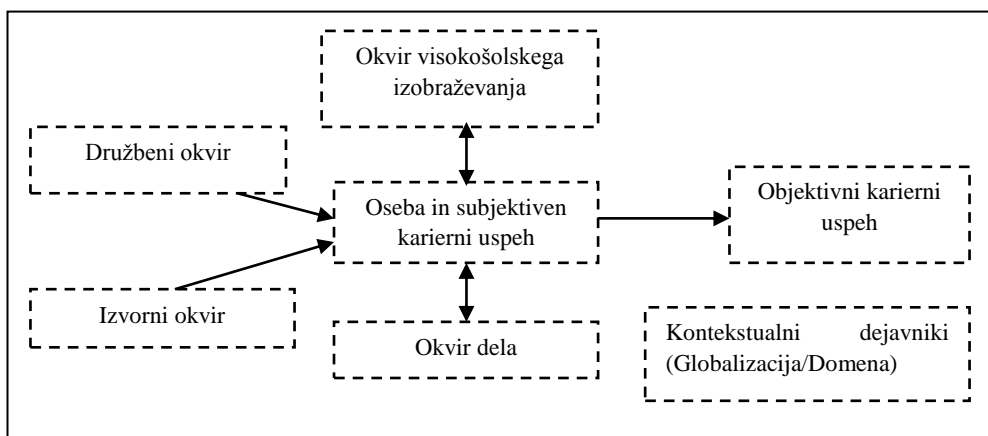 Okvir visokošolskega
izobraževanja
Družbeni okvir
Oseba in subjektiven
karierni uspeh
Objektivni karierni
uspeh
Izvorni okvir
Okvir dela
Kontekstualni dejavniki
(Globalizacija/Domena)